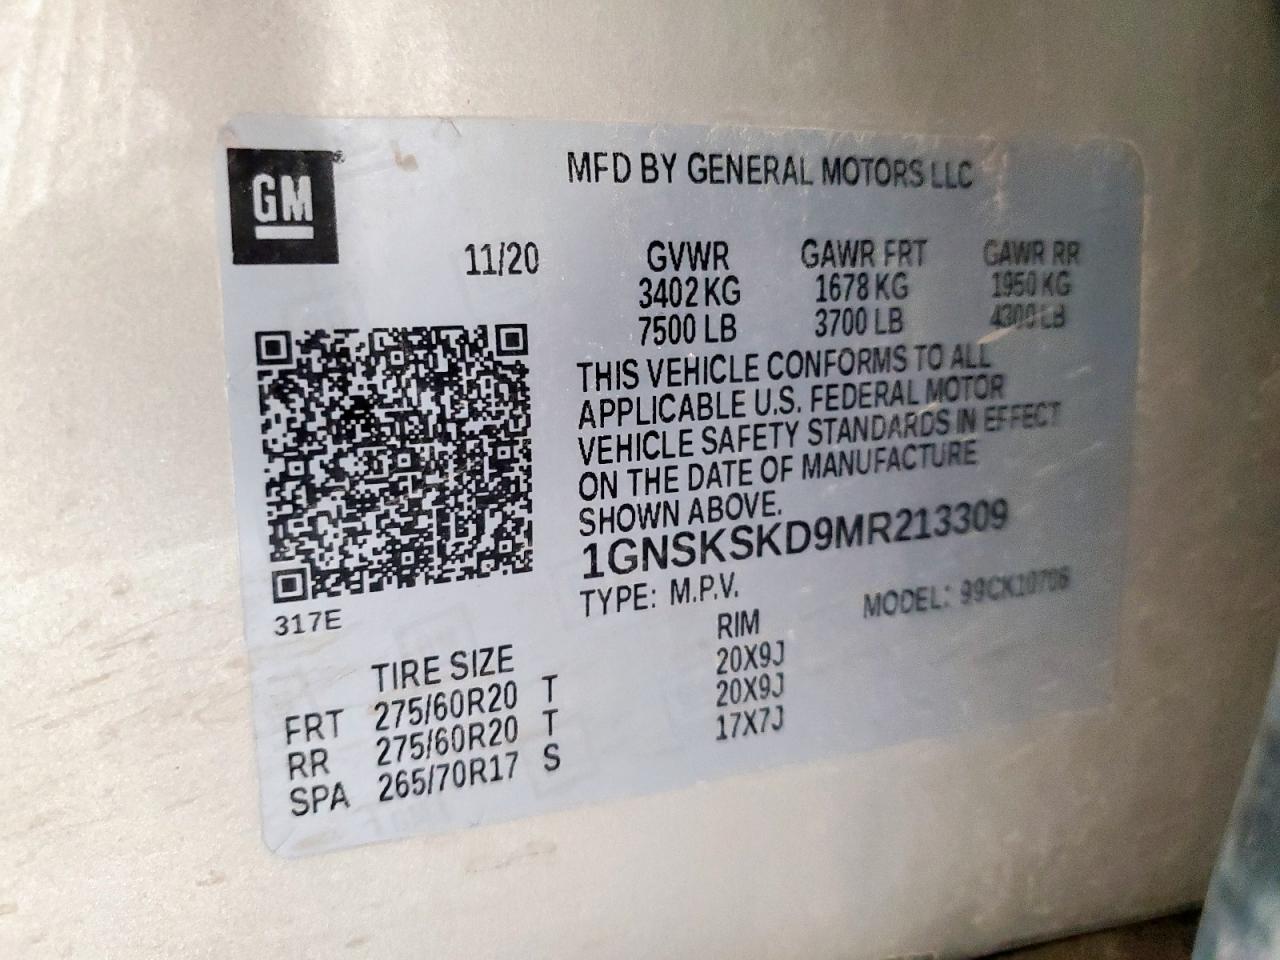 GM
MFD BY GENERAL MOTORS LLC
11/20 GVWR GAWR FRT GAWR RR
3402 KG 1678 KG 1950 KG
7500 LB 3700 LB 4300 LB
THIS VEHICLE CONFORMS TO ALL
APPLICABLE U.S. FEDERAL MOTOR
VEHICLE SAFETY STANDARDS IN EFFECT
ON THE DATE OF MANUFACTURE
SHOWN ABOVE.
1GNSKSKD9MR213309
TYPE: M.P.V. MODEL: 99CK10706
317E
TIRE SIZE RIM
FRT 275/60R20 T 20X9J
RR 275/60R20 T 20X9J
SPA 265/70R17 S 17X7J